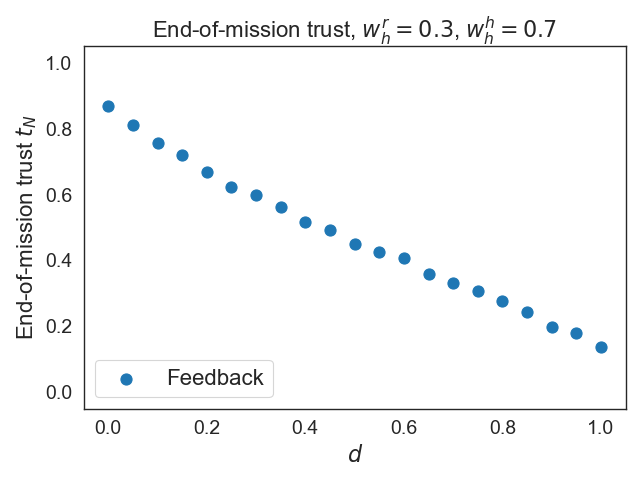 End-of-mission trust, $w_h^r = 0.3$, $w_h^h = 0.7$
End-of-mission trust $t_N$
1.0
0.8
0.6
0.4
0.2
0.0
Feedback
0.0 0.2 0.4 0.6 0.8 1.0
d